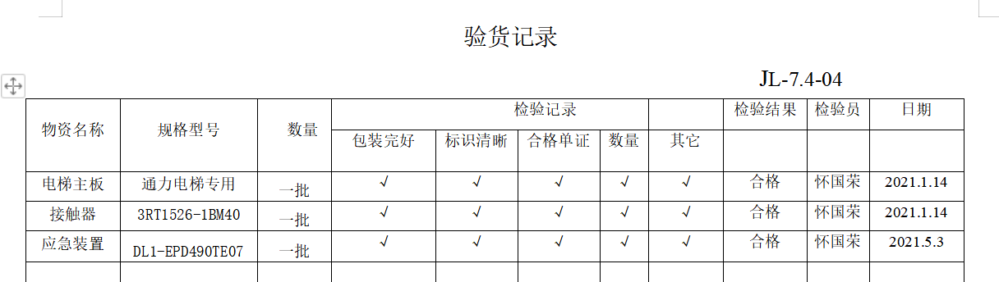 验货记录
JL-7.4-04
物资名称 规格型号 数量 检验记录 检验结果 检验员 日期
包装完好 标识清晰 合格单证 数量 其它
电梯主板 通力电梯专用 一批 √ √ √ √ √ 合格 怀国荣 2021.1.14
接触器 3RT1526-1BM40 一批 √ √ √ √ √ 合格 怀国荣 2021.1.14
应急装置 DL1-EPD490TE07 一批 √ √ √ √ √ 合格 怀国荣 2021.5.3